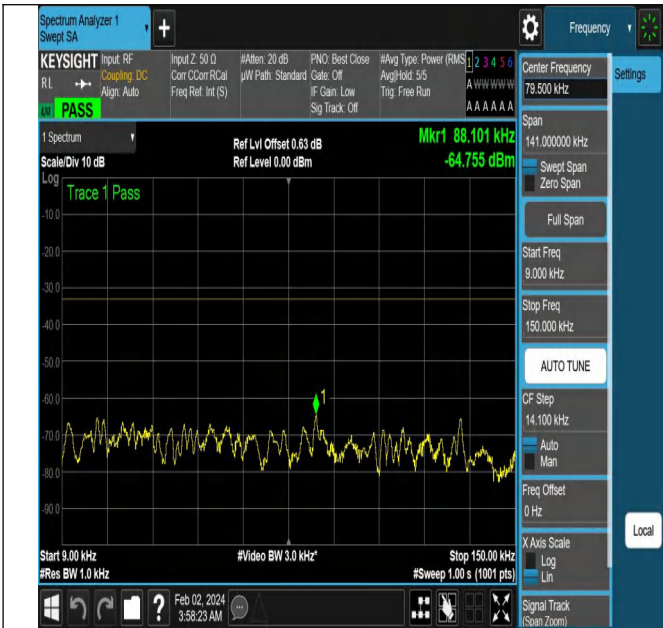 Spectrum Analyzer 1
Swept SA
Frequency
KEYSIGHT
RL
PASS
Input: RF
Coupling: DC
Align: Auto
Input Z: 50 Ω
Corr CCorr RCal
Freq Ref: Int (S)
#Atten: 20 dB
µW Path: Standard
PNO: Best Close
Gate: Off
IF Gain: Low
Sig Track: Off
#Avg Type: Power (RMS
Avg|Hold: 5/5
Trig: Free Run
1 2 3 4 5 6
A W W W W W
A A A A A A
1 Spectrum
Scale/Div 10 dB
Log
Ref Lvl Offset 0.63 dB
Ref Level 0.00 dBm
Mkr1 88.101 kHz
-64.755 dBm
Trace 1 Pass
-10.0
-20.0
-30.0
-40.0
-50.0
-60.0
-70.0
-80.0
-90.0
1
Start 9.00 kHz
#Res BW 1.0 kHz
#Video BW 3.0 kHz*
Stop 150.00 kHz
#Sweep 1.00 s (1001 pts)
?
Feb 02, 2024
3:58:23 AM
Center Frequency
79.500 kHz
Settings
Span
141.000000 kHz
Swept Span
Zero Span
Full Span
Start Freq
9.000 kHz
Stop Freq
150.000 kHz
AUTO TUNE
CF Step
14.100 kHz
Auto
Man
Freq Offset
0 Hz
X Axis Scale
Log
Lin
Local
Signal Track
(Span Zoom)